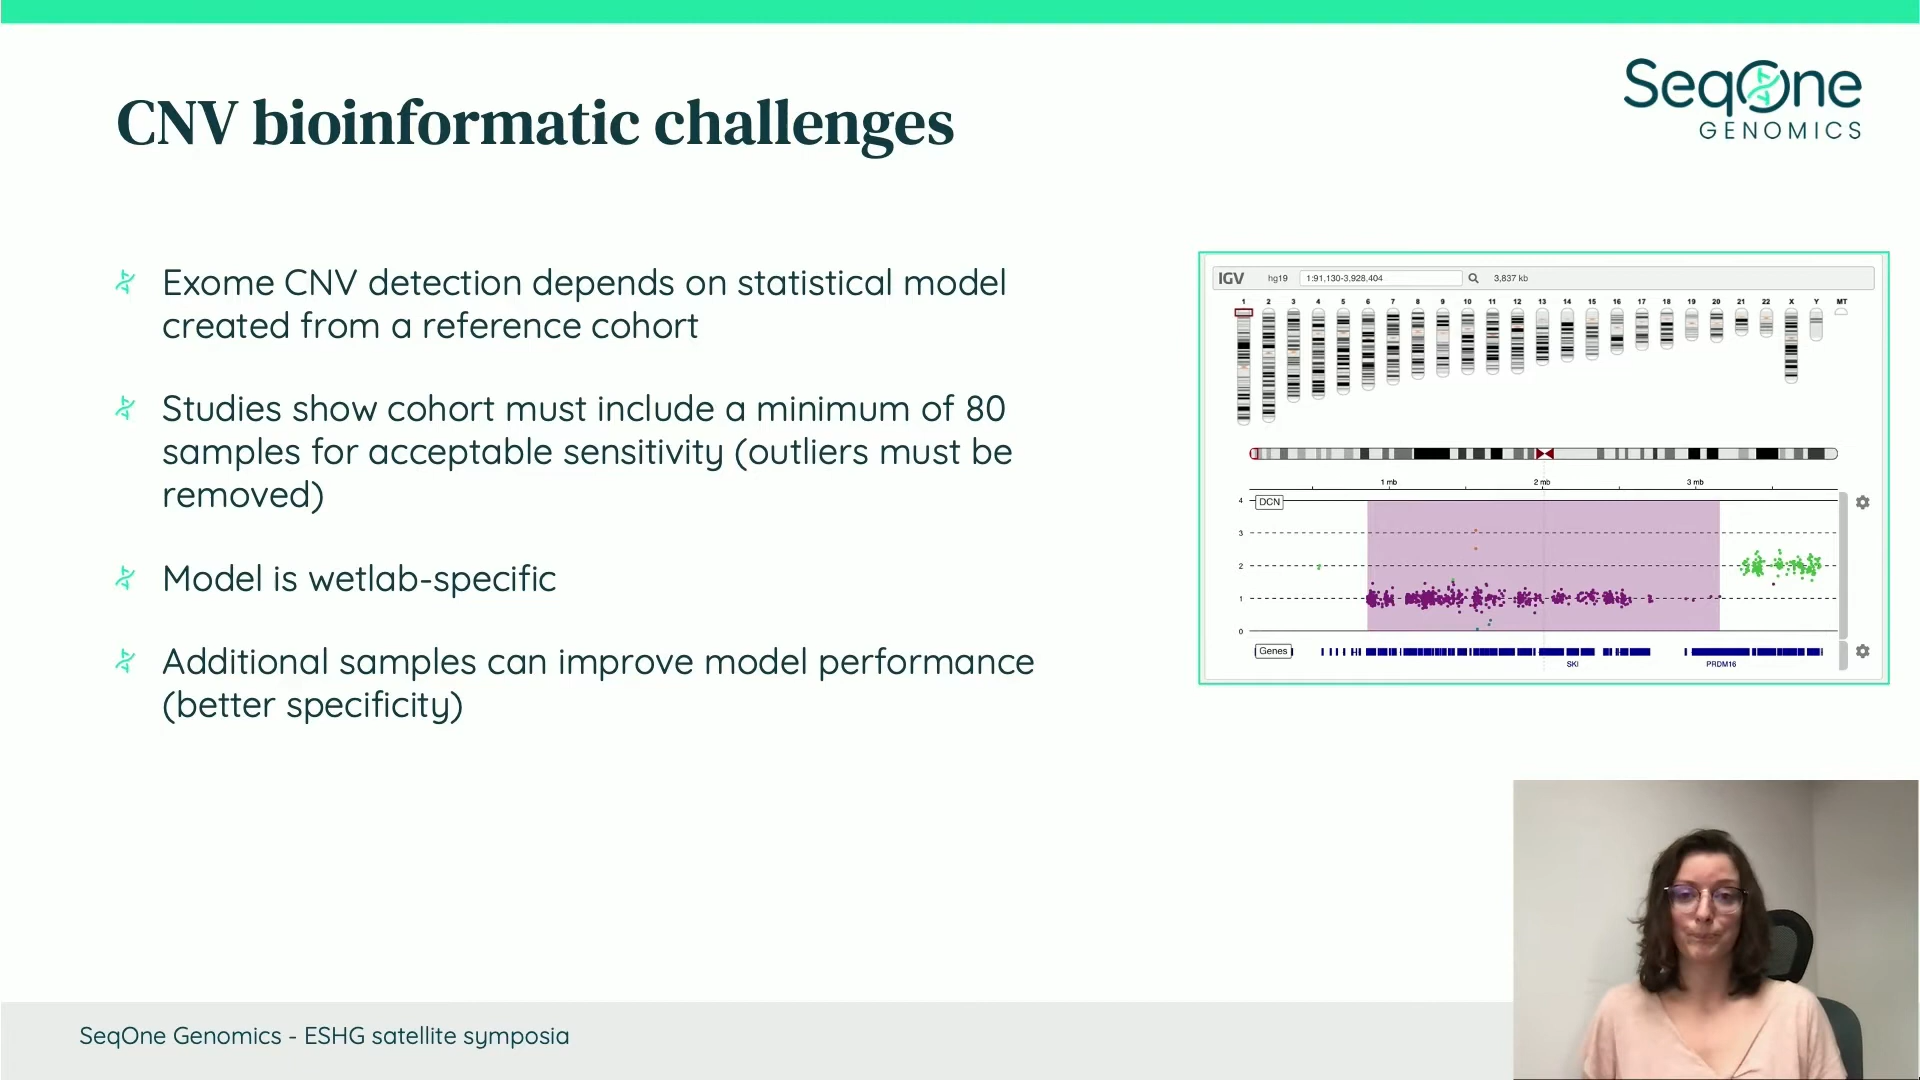 CNV bioinformatic challenges
SeqOne
GENOMICS
Exome CNV detection depends on statistical model
created from a reference cohort
Studies show cohort must include a minimum of 80
samples for acceptable sensitivity (outliers must be
removed)
Model is wetlab-specific
Additional samples can improve model performance
(better specificity)
IGV hg19 1:91,130-3,928,404 3,837 kb
1 2 3 4 5 6 7 8 9 10 11 12 13 14 15 16 17 18 19 20 21 22 X Y MT
1 mb 2 mb 3 mb
4 DCN
3
2
1
0
Genes
SKI PRDM16
SeqOne Genomics - ESHG satellite symposia